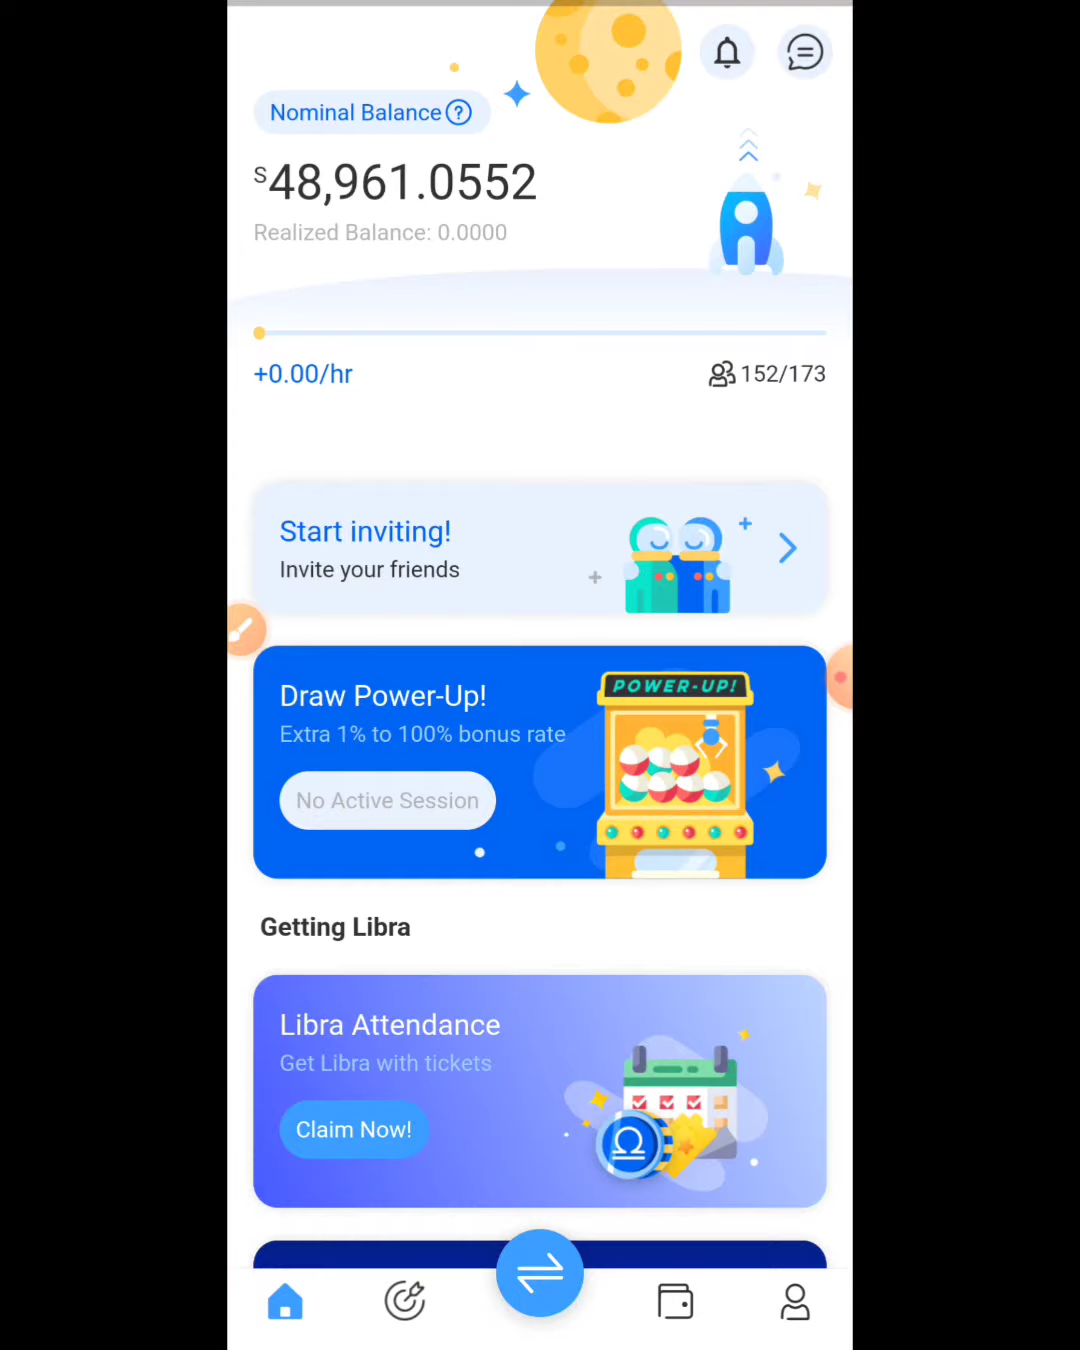 Nominal Balance ?
S48,961.0552
Realized Balance: 0.0000
+0.00/hr
152/173
Start inviting!
Invite your friends
POWER-UP!
Draw Power-Up!
Extra 1% to 100% bonus rate
No Active Session
Getting Libra
Libra Attendance
Get Libra with tickets
Claim Now!